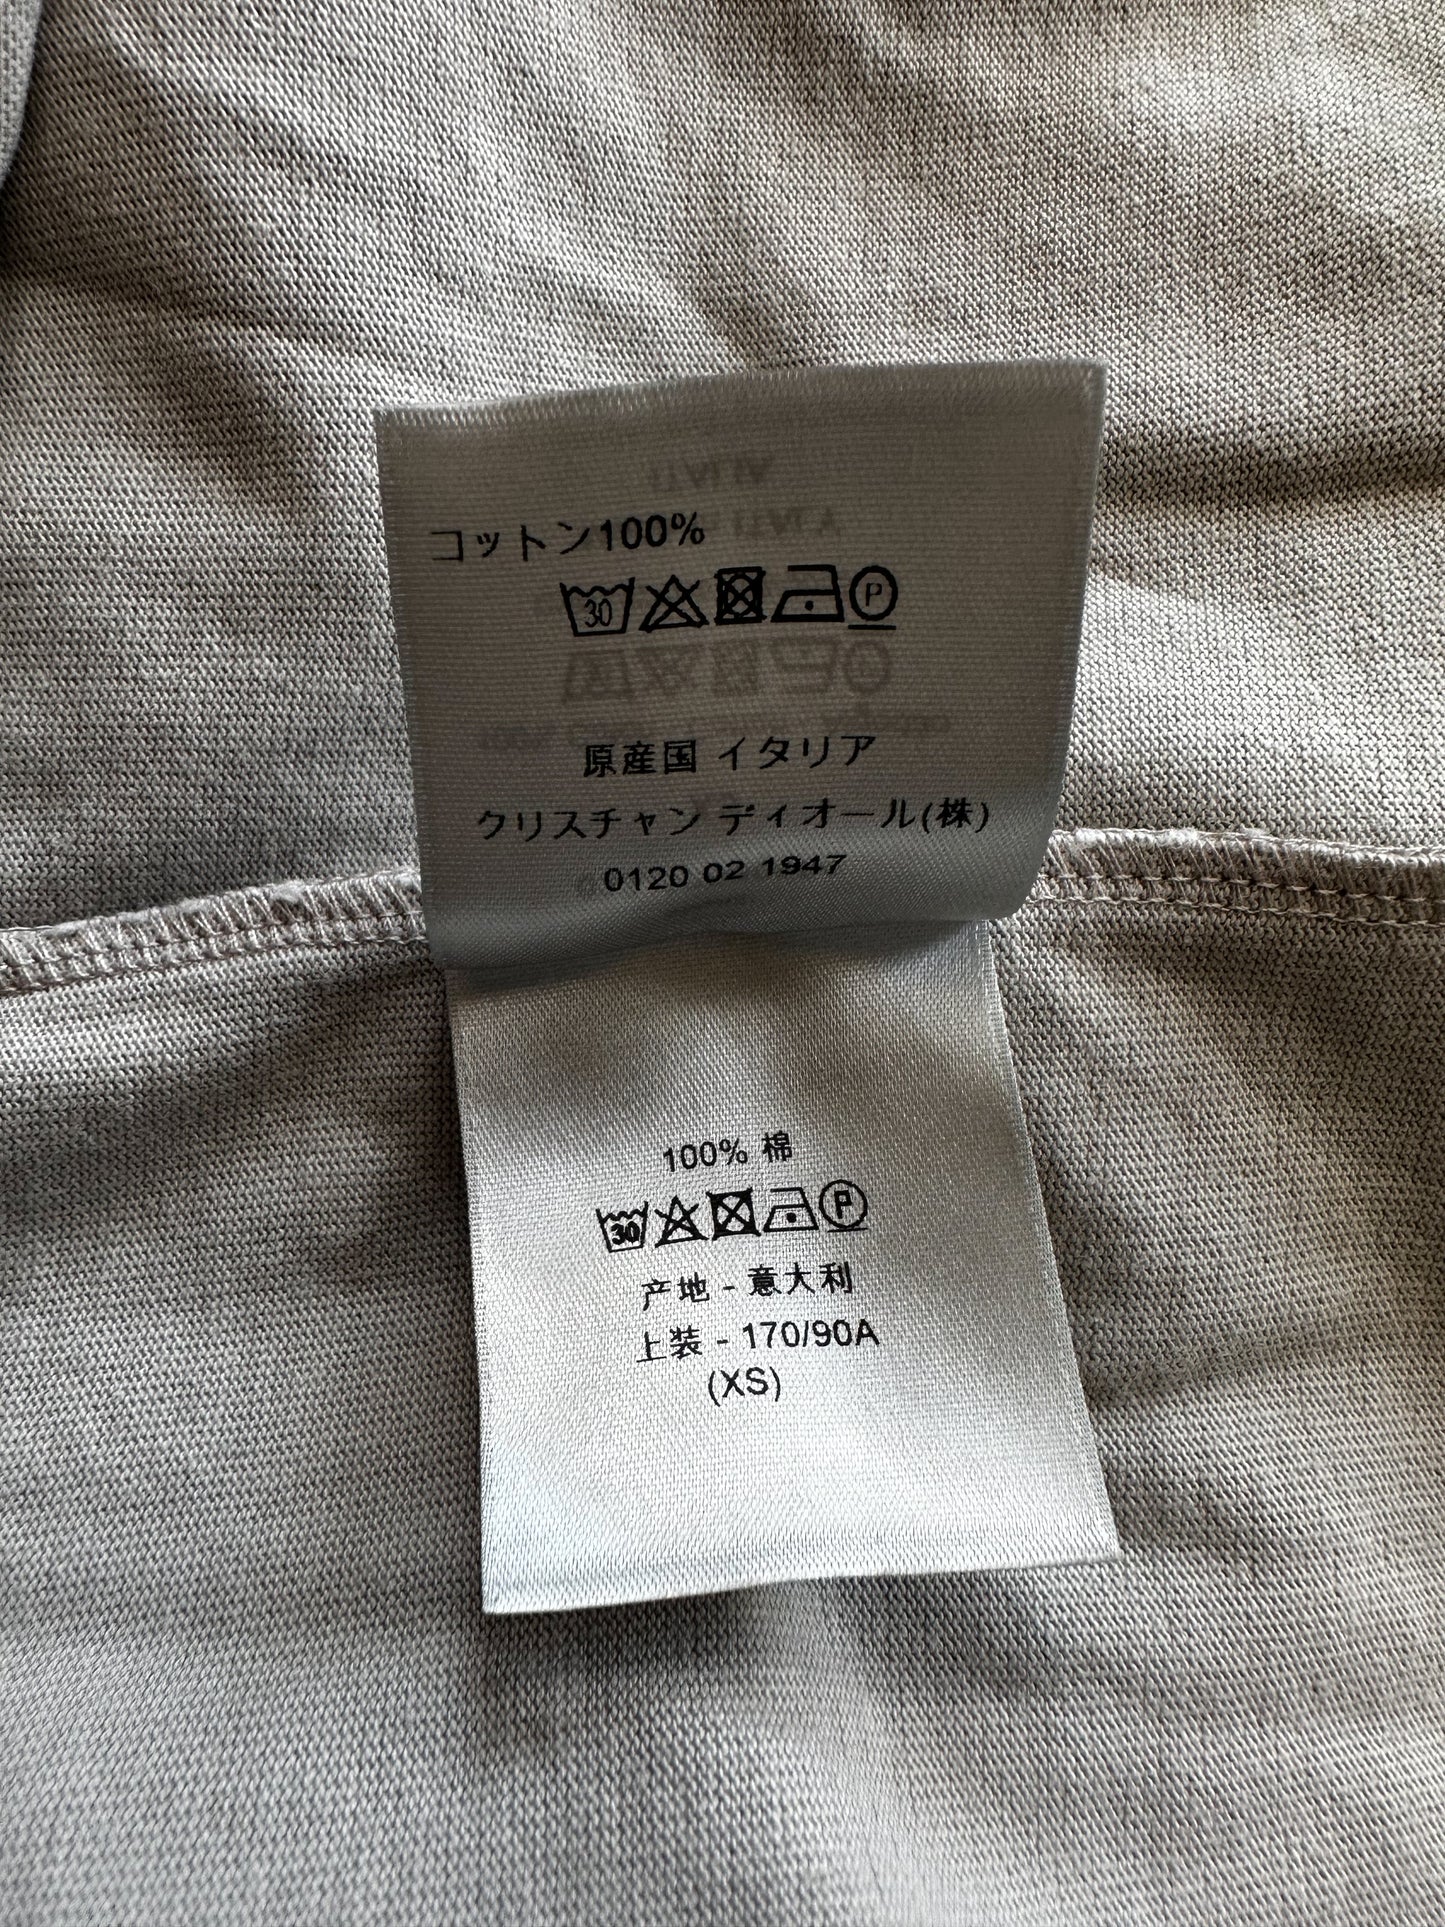 コットン100%
30 P
原産国 イタリア
クリスチャン ディオール(株)
0120 02 1947
100% 棉
30 P
产地 - 意大利
上装 - 170/90A
(XS)